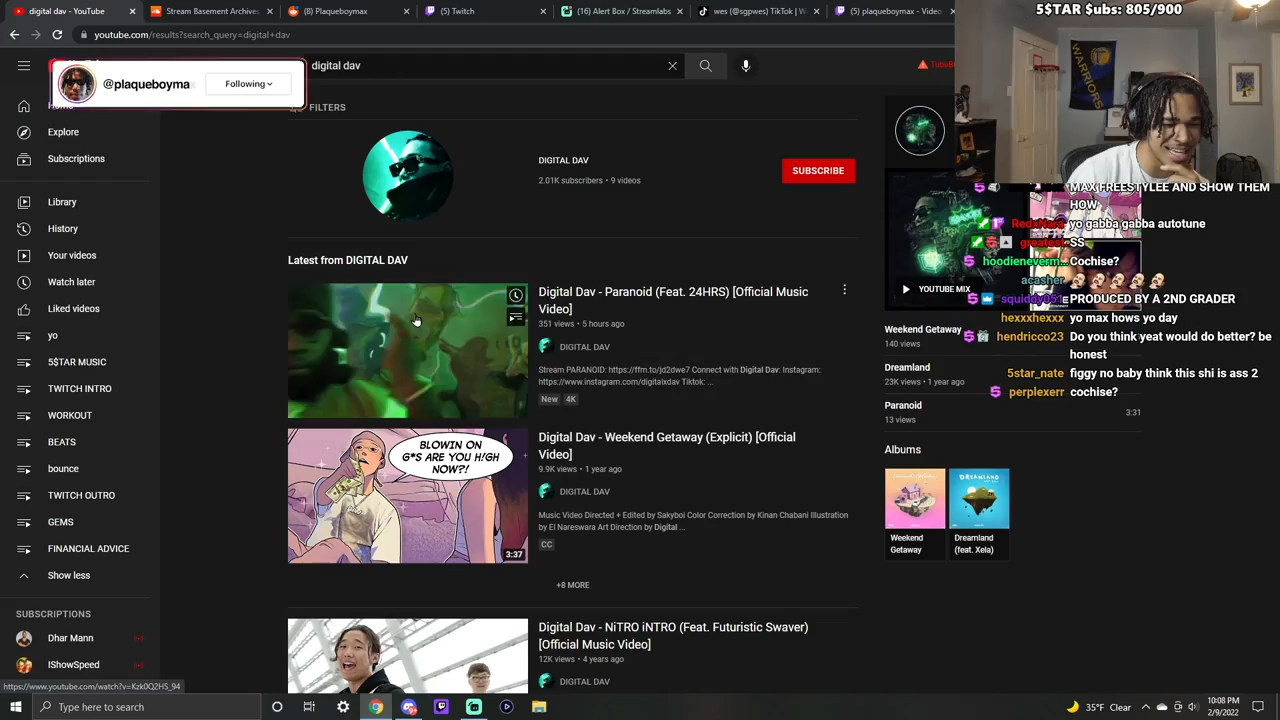 digital dav - YouTube
Stream Basement Archives
(8) Plaqueboymax
(5) Twitch
(16) Alert Box / Streamlabs
wes (@sgpwes) TikTok | W
(5) plaqueboymax - Video
5$TAR $ubs: 805/900
youtube.com/results?search_query=digital+dav
@plaqueboyma
Following
digital dav
TubeB
WARRIORS
Home
Explore
Subscriptions
Library
History
Your videos
Watch later
Liked videos
yo
5$TAR MUSIC
TWITCH INTRO
WORKOUT
BEATS
bounce
TWITCH OUTRO
GEMS
FINANCIAL ADVICE
Show less
SUBSCRIPTIONS
Dhar Mann
IShowSpeed
https://www.youtube.com/watch?v=Kzk0Q2HS_94
FILTERS
DIGITAL DAV
2.01K subscribers • 9 videos
SUBSCRIBE
Latest from DIGITAL DAV
Digital Dav - Paranoid (Feat. 24HRS) [Official Music
Video]
351 views • 5 hours ago
DIGITAL DAV
Stream PARANOID: https://ffm.to/jd2dwe7 Connect with Digital Dav: Instagram:
https://www.instagram.com/digitalxdav Tiktok: ...
New
4K
BLOWIN ON
G*S ARE YOU H!GH
NOW?!
3:37
Digital Dav - Weekend Getaway (Explicit) [Official
Video]
9.9K views • 1 year ago
DIGITAL DAV
Music Video Directed + Edited by Sakyboi Color Correction by Kinan Chabani Illustration
by El Nareswara Art Direction by Digital ...
CC
+8 MORE
Digital Dav - NiTRO iNTRO (Feat. Futuristic Swaver)
[Official Music Video]
12K views • 4 years ago
DIGITAL DAV
YOUTUBE MIX
Weekend Getaway
140 views
Dreamland
23K views • 1 year ago
Paranoid
13 views
3:31
Albums
Weekend
Getaway
Dreamland
(feat. Xela)
MAX FREESTYLEE AND SHOW THEM
HOW
RedxNara yo gabba gabba autotune
greatest SS
hoodieneverm... Cochise?
acasher
squiddy051 PRODUCED BY A 2ND GRADER
hexxxhexxx yo max hows yo day
hendricco23 Do you think yeat would do better? be
honest
5star_nate figgy no baby think this shi is ass 2
perplexerr cochise?
Type here to search
35°F Clear
10:08 PM
2/9/2022